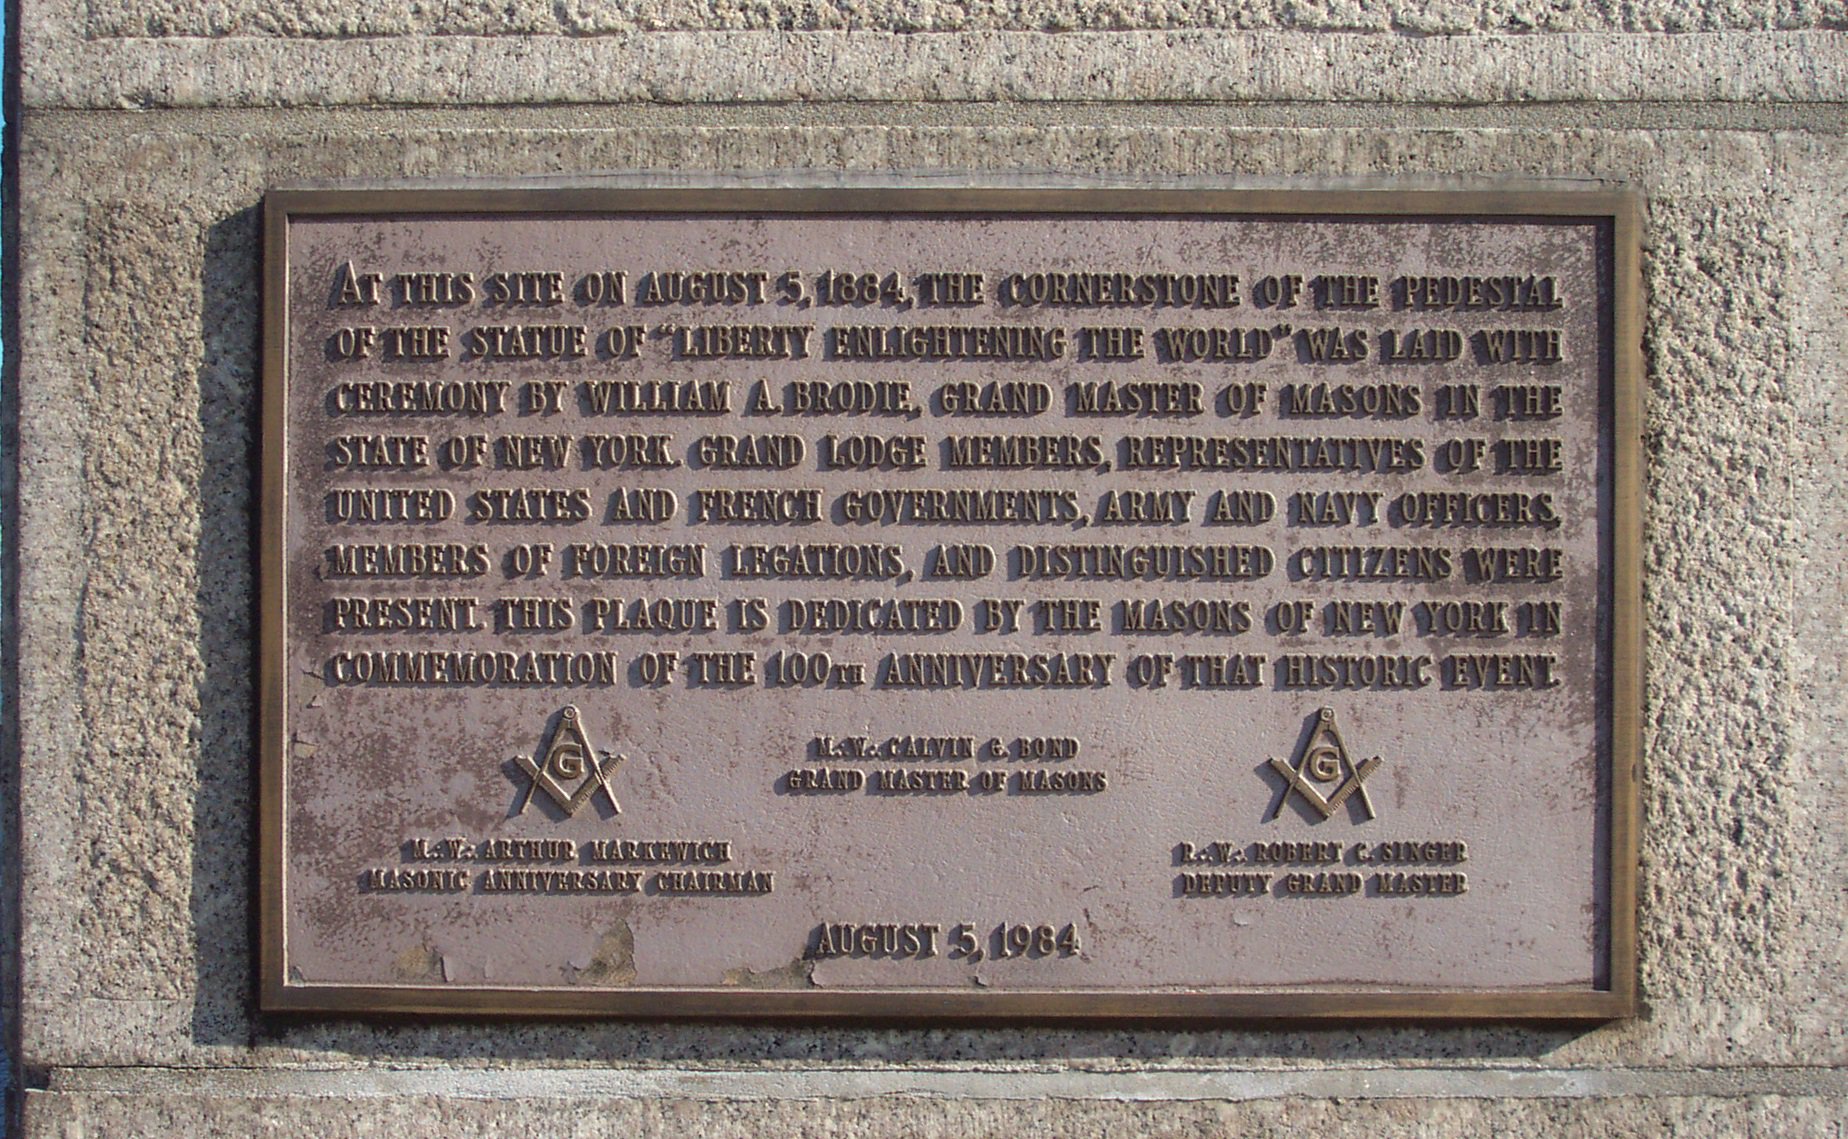 AT THIS SITE ON AUGUST 5, 1884, THE CORNERSTONE OF THE PEDESTAL
OF THE STATUE OF "LIBERTY ENLIGHTENING THE WORLD" WAS LAID WITH
CEREMONY BY WILLIAM A. BRODIE, GRAND MASTER OF MASONS IN THE
STATE OF NEW YORK. GRAND LODGE MEMBERS, REPRESENTATIVES OF THE
UNITED STATES AND FRENCH GOVERNMENTS, ARMY AND NAVY OFFICERS,
MEMBERS OF FOREIGN LEGATIONS, AND DISTINGUISHED CITIZENS WERE
PRESENT. THIS PLAQUE IS DEDICATED BY THE MASONS OF NEW YORK IN
COMMEMORATION OF THE 100TH ANNIVERSARY OF THAT HISTORIC EVENT.
G
G
M∴W∴ CALVIN G. BOND
GRAND MASTER OF MASONS
M∴W∴ ARTHUR MARKEWICH
MASONIC ANNIVERSARY CHAIRMAN
R∴W∴ ROBERT C. SINGER
DEPUTY GRAND MASTER
AUGUST 5, 1984